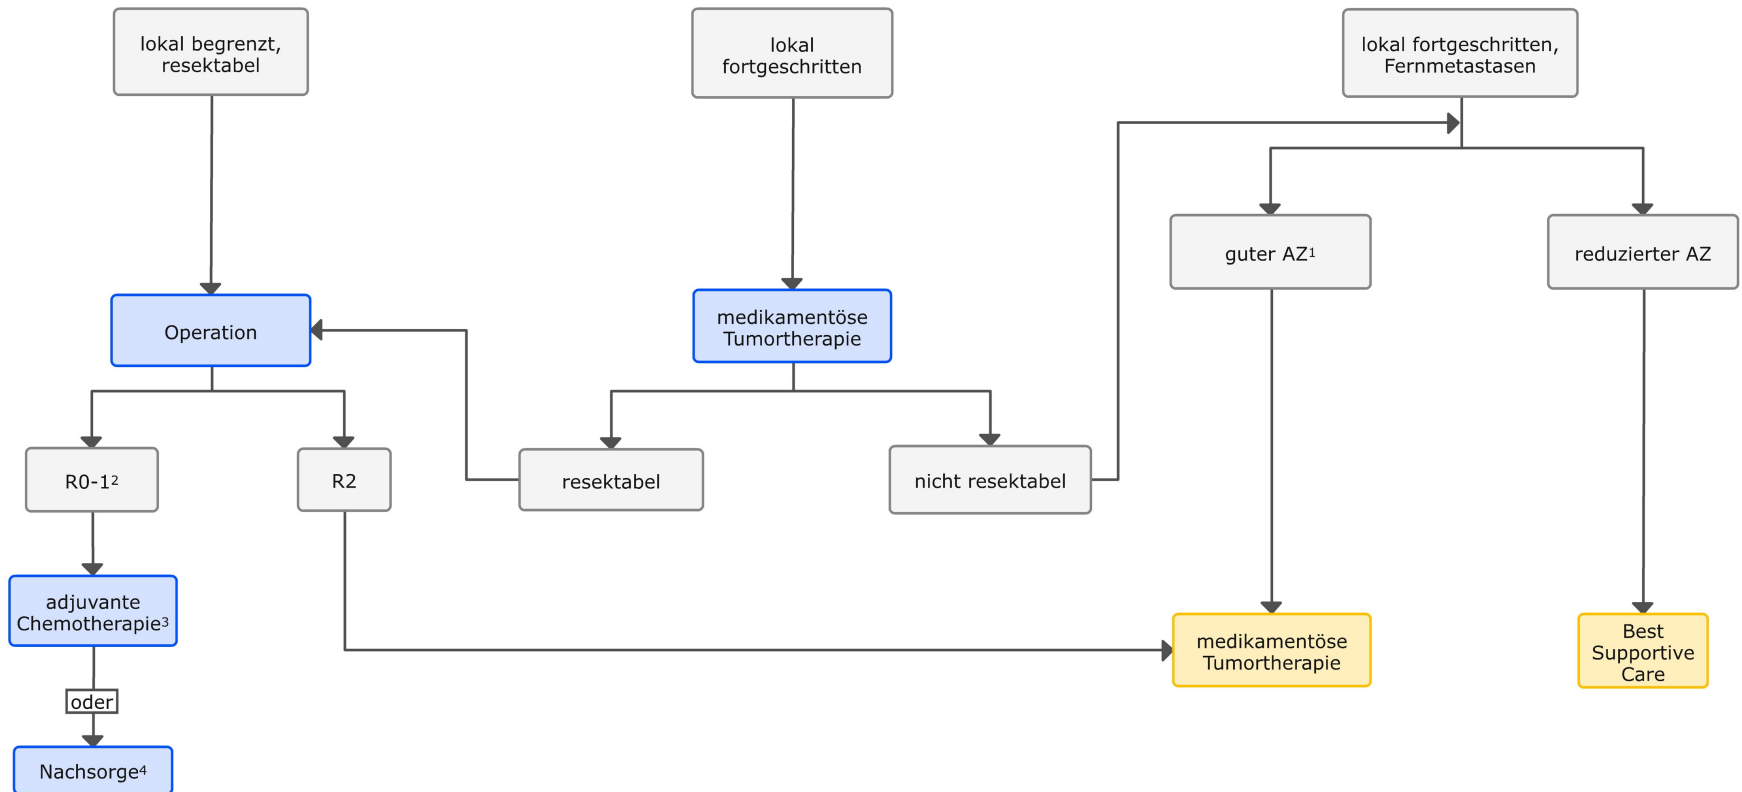 lokal begrenzt,
resektabel
lokal
fortgeschritten
lokal fortgeschritten,
Fernmetastasen
guter AZ¹
reduzierter AZ
Operation
medikamentöse
Tumortherapie
R0-1²
R2
resektabel
nicht resektabel
adjuvante
Chemotherapie³
medikamentöse
Tumortherapie
Best
Supportive
Care
oder
Nachsorge⁴